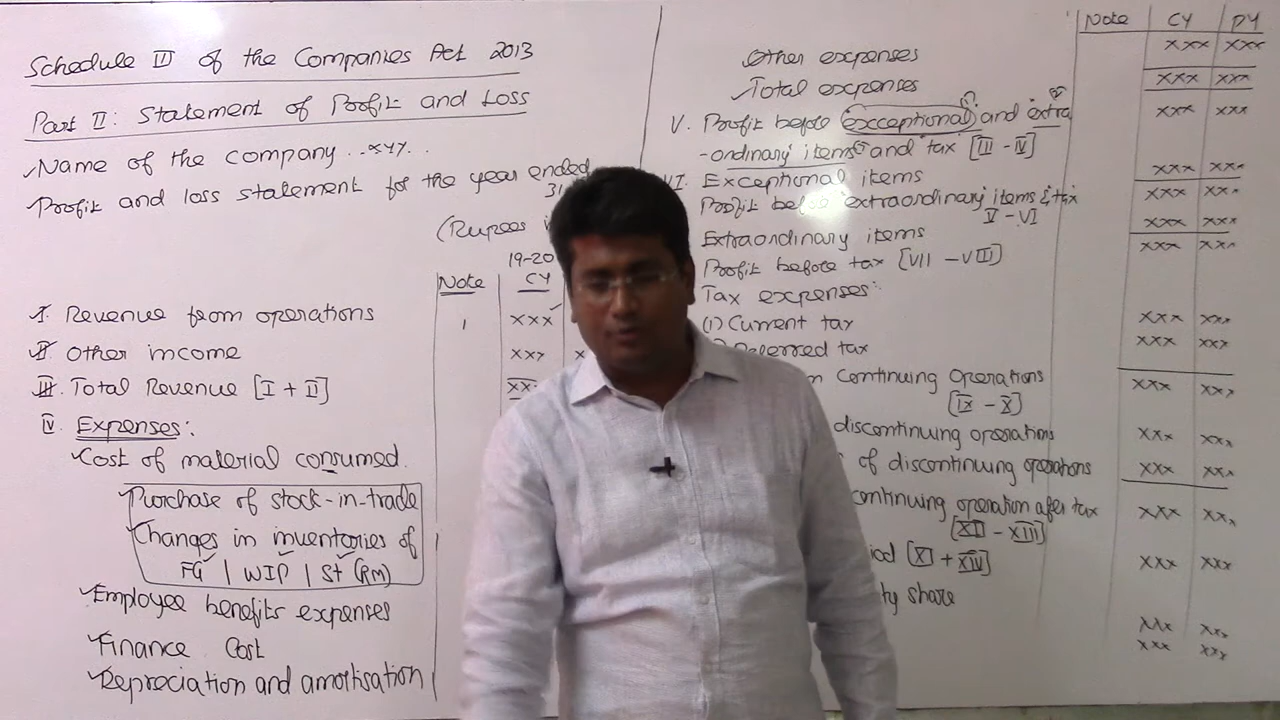 Schedule III of the Companies Act 2013
Part II: Statement of Profit and Loss
Name of the company ..xyz..
Profit and loss statement for the year ended
31
(Rupees
19-20
Note CY
I. Revenue from operations 1 xxx
II. Other income xxx x
III. Total Revenue [I + II] xx
IV. Expenses:
Cost of material consumed.
Purchase of stock-in-trade
Changes in inventories of
FG | WIP | St (RM)
Employee benefits expenses
Finance Cost
Depreciation and amortisation
Note CY PY
Other expenses xxx xxx
Total expenses xxx xxx
V. Profit before exceptional and extra xxx xxx
-ordinary items and tax [III - IV]
VI. Exceptional items xxx xxx
Profit before extraordinary items & tax xxx xxx
V - VI
Extraordinary items xxx xxx
Profit before tax [VII - VIII] xxx xxx
Tax expenses:
(1) Current tax xxx xxx
Deferred tax xxx xxx
Continuing Operations xxx xxx
[IX - X]
discontinuing operations xxx xxx
of discontinuing operations xxx xxx
continuing operation after tax xxx xxx
[XII - XIII]
[XI + XIV] xxx xxx
share
xxx xxx
xxx xxx